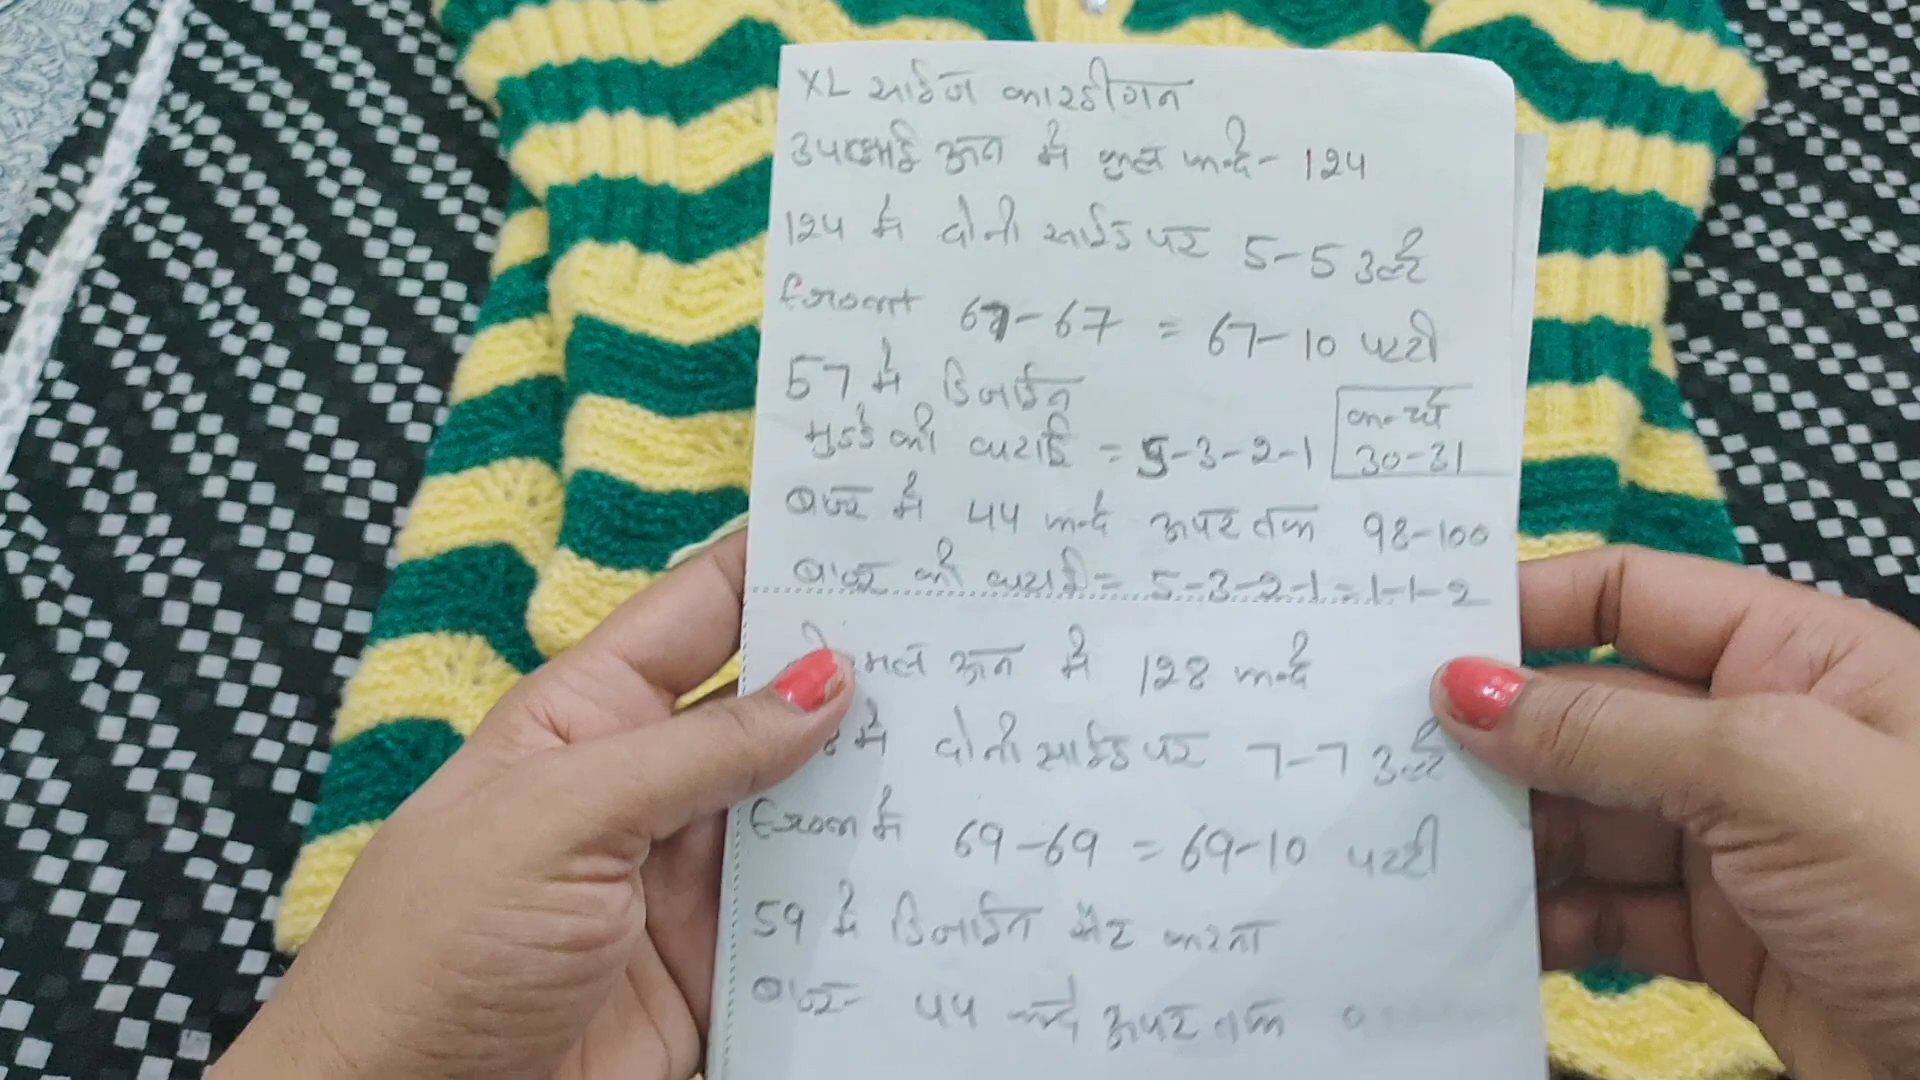 XL साईज कारडीगन
ऊन में कुल फन्दे- 124
124 में दोनो साईड पर 5-5 उल्टे
67-67 = 67-10 पट्टी
57 में डिजाईन
मुडडे की घटाई = 5-3-2-1
कन्धे
30-31
बाजू में 44 फन्दे ऊपर तक 98-100
बाजू की घटाई = 5-3-2-1=1-1-2
ऊन में 128 फन्दे
में दोनो साईड पर 7-7 उल्टे
में 69-69 = 69-10 पट्टी
59 में डिजाईन सैट करना
बाजू- 44 फन्दे ऊपर तक